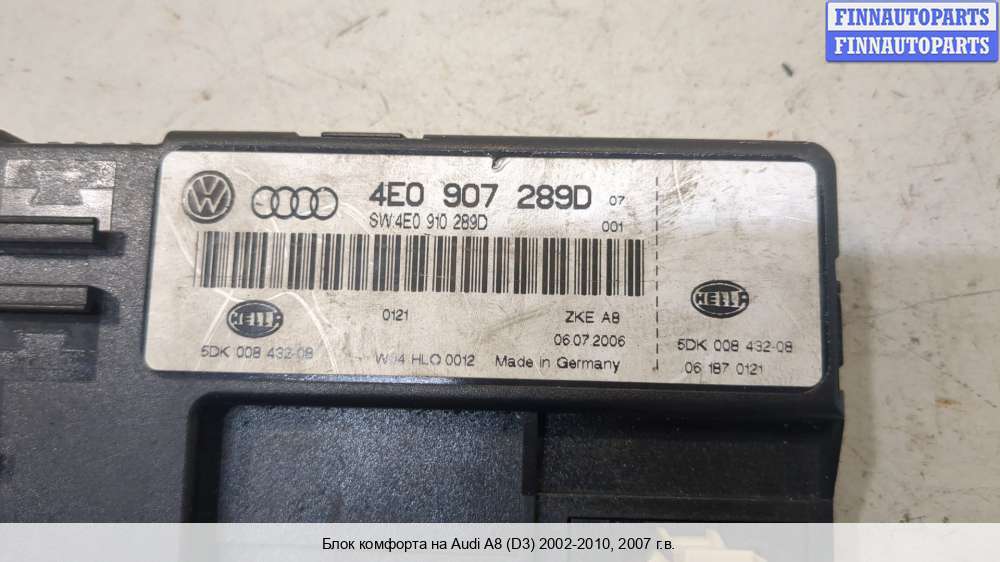 FINNAUTOPARTS
FINNAUTOPARTS
4E0 907 289D 07
SW:4E0 910 289D 001
0121 ZKE A8
HELLA
06.07.2006
5DK 008 432-08 W04 HLO 0012 Made in Germany
HELLA
5DK 008 432-08
06 187 0121
Блок комфорта на Audi A8 (D3) 2002-2010, 2007 г.в.